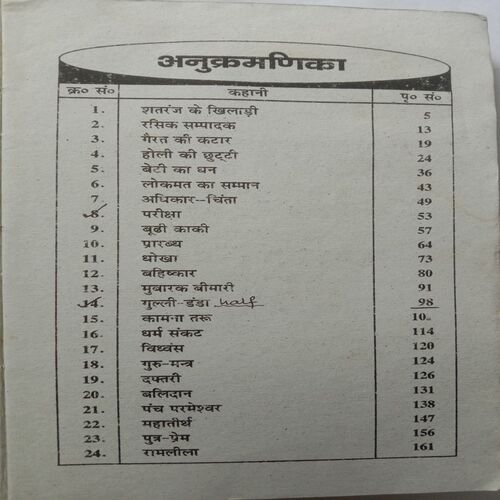 अनुक्रमणिका
क्र० सं० कहानी पृ० सं०
1. शतरंज के खिलाड़ी 5
2. रसिक सम्पादक 13
3. गैरत की कटार 19
4. होली की छुट्टी 24
5. बेटी का धन 36
6. लोकमत का सम्पान 43
7. अधिकार-चिंता 49
8. परीक्षा 53
9. बूढ़ी काकी 57
10. प्रारब्ध 64
11. धोखा 73
12. बहिष्कार 80
13. मुबारक बीमारी 91
14. गुल्ली-डंडा half 98
15. कामना तरू 10
16. धर्म संकट 114
17. विध्वंस 120
18. गुरु-मन्त्र 124
19. दफ्तरी 126
20. बलिदान 131
21. पंच परमेश्वर 138
22. महातीर्थ 147
23. पुत्र-प्रेम 156
24. रामलीला 161